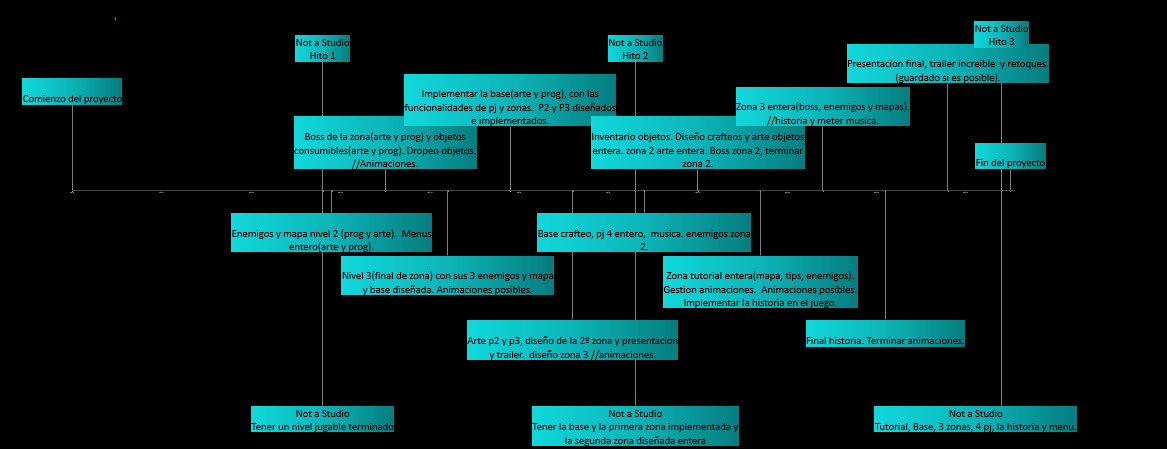 Not a Studio
Hito 1
Not a Studio
Hito 2
Not a Studio
Hito 3
Comienzo del proyecto
Implementar la base(arte y prog), con las
funcionalidades de pj y zonas.  P2 y P3 diseñados
e implementados.
Presentacion final, trailer increible  y retoques.
(guardado si es posible).
Zona 3 entera(boss, enemigos y mapas).
//historia y meter musica.
Boss de la zona(arte y prog) y objetos
consumibles(arte y prog). Dropeo objetos.
//Animaciones.
Inventario objetos. Diseño crafteos y arte objetos
entera. zona 2 arte entera. Boss zona 2, terminar
zona 2.
Fin del proyecto
Enemigos y mapa nivel 2 (prog y arte).  Menus
entero(arte y prog).
Base crafteo, pj 4 entero,  musica. enemigos zona
2.
Nivel 3(final de zona) con sus 3 enemigos y mapa
y base diseñada. Animaciones posibles.
Zona tutorial entera(mapa, tips, enemigos).
Gestion animaciones.  Animaciones posibles.
Implementar la historia en el juego.
Arte p2 y p3, diseño de la 2ª zona y presentacion
y trailer.  diseño zona 3 //animaciones.
Final historia. Terminar animaciones.
Not a Studio
Tener un nivel jugable terminado
Not a Studio
Tener la base y la primera zona implementada y
la segunda zona diseñada entera
Not a Studio
Tutorial, Base, 3 zonas, 4 pj, la historia y menu.